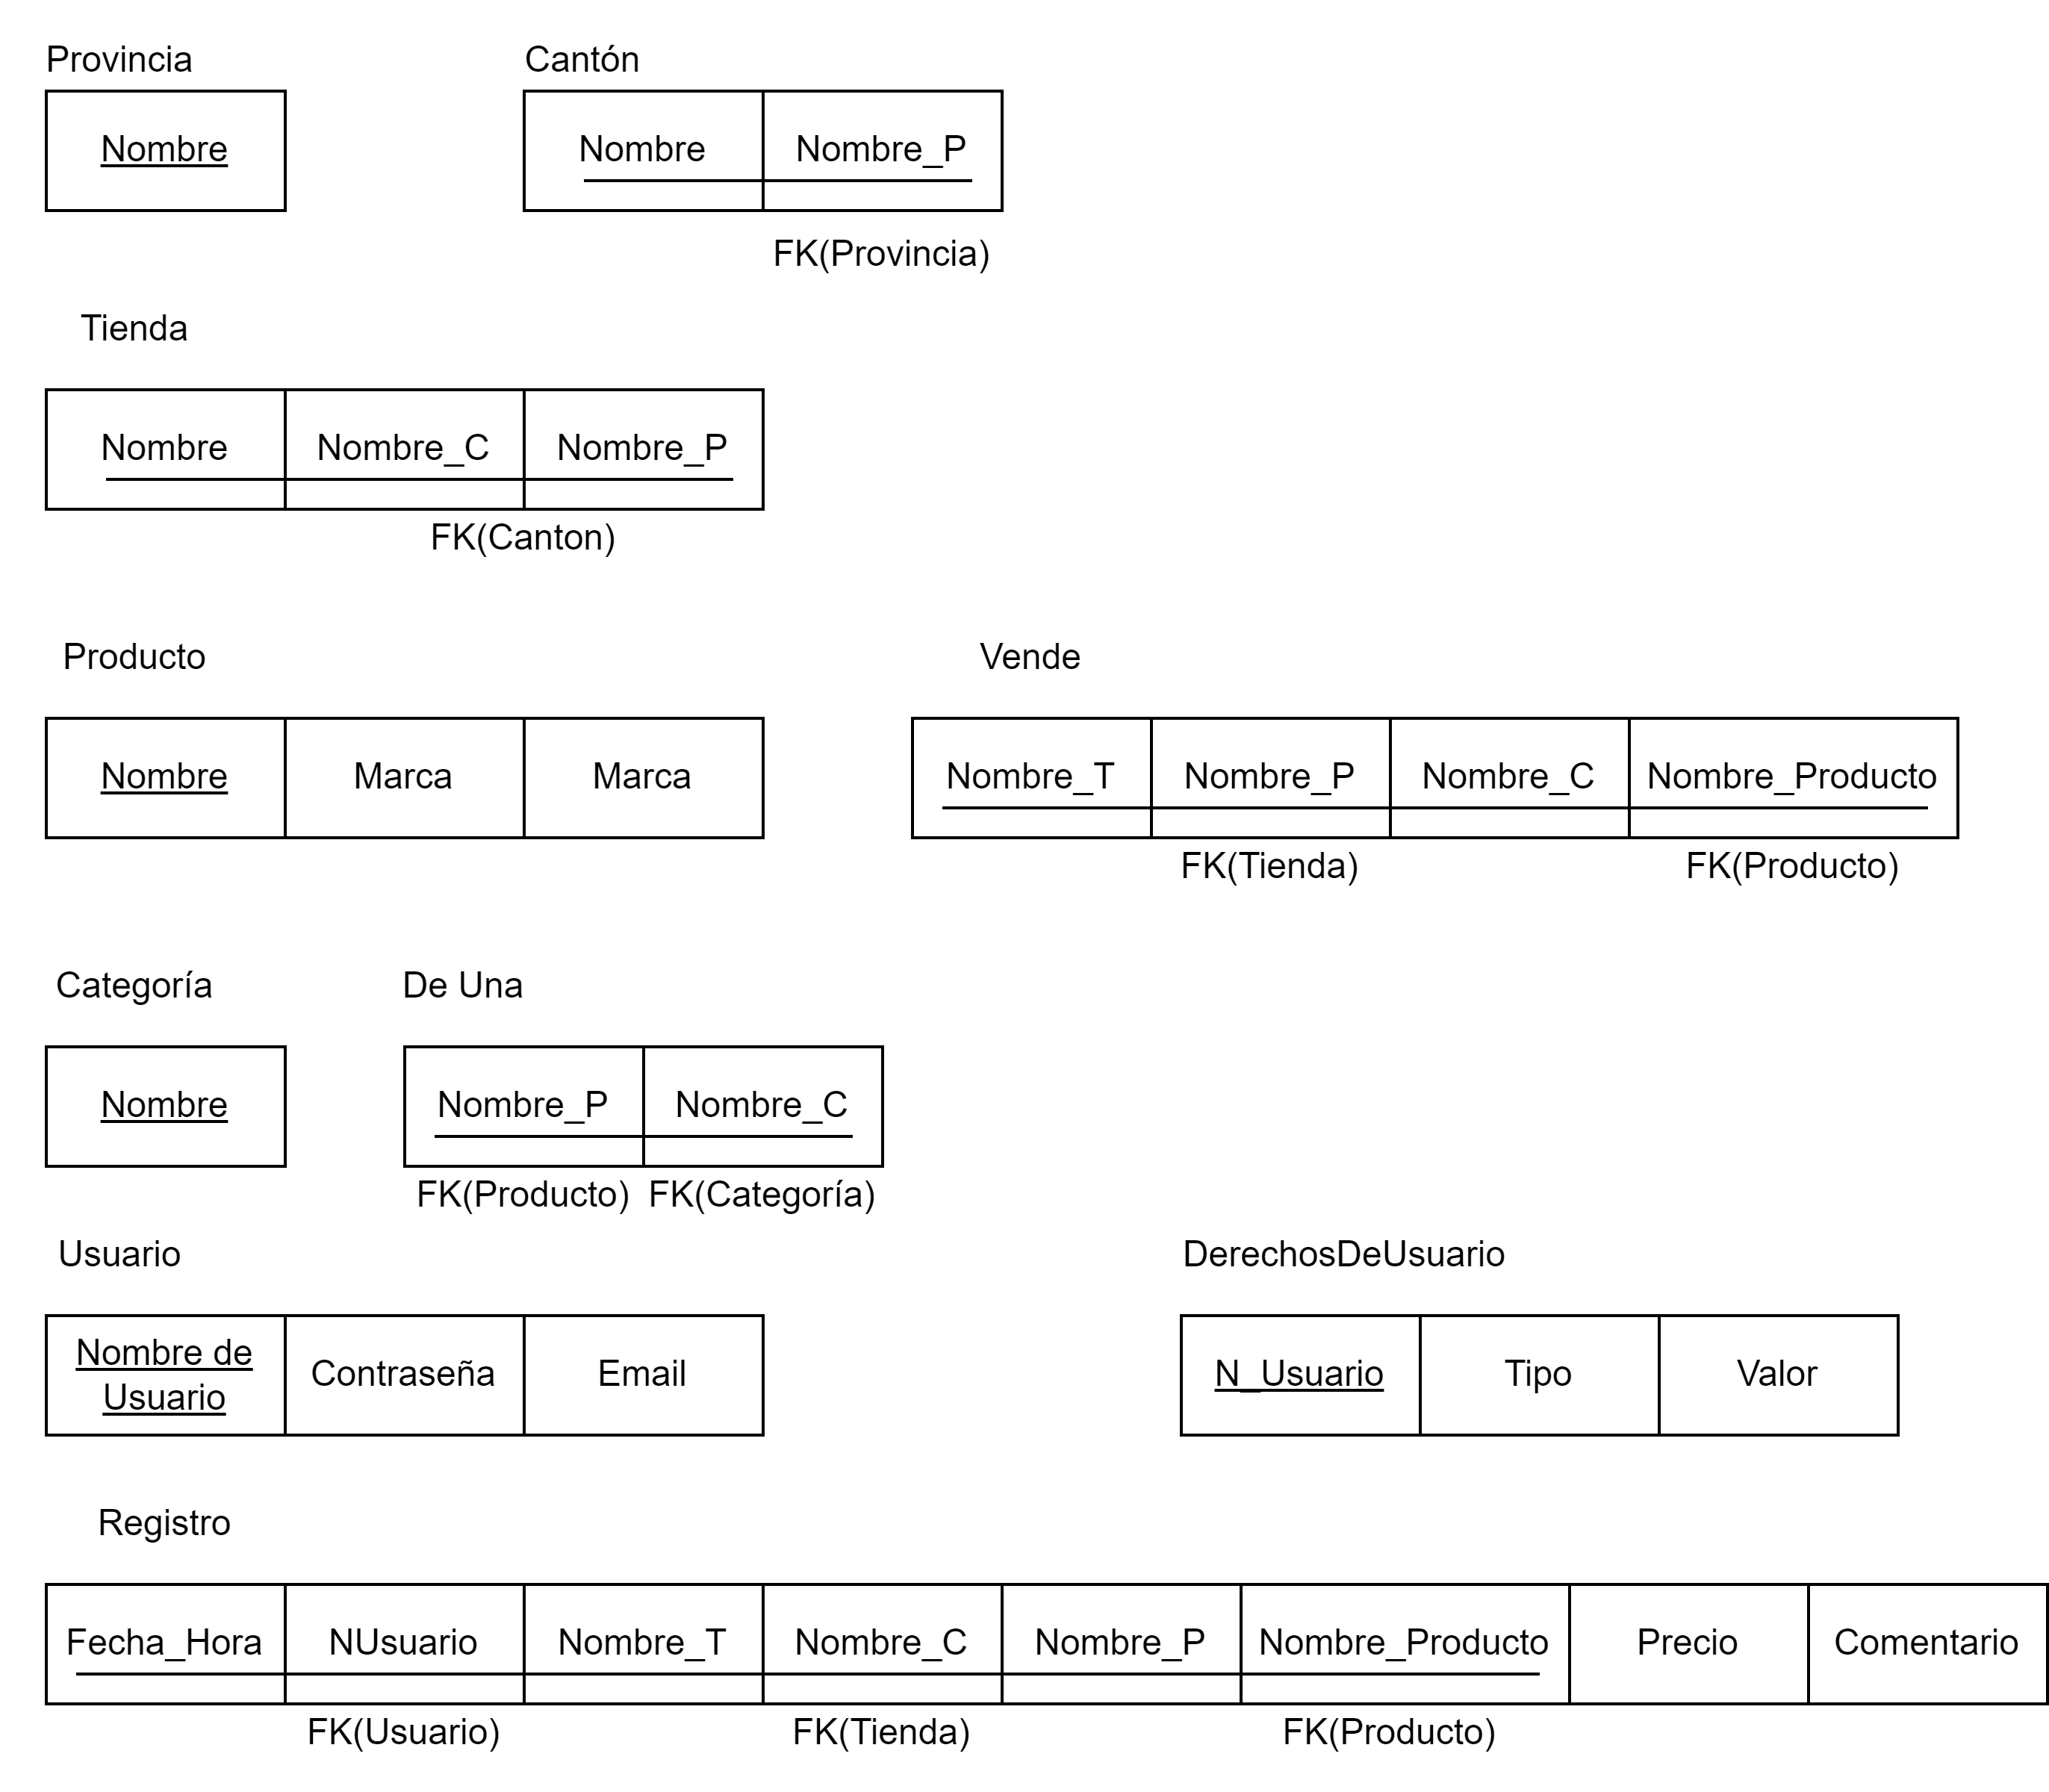 Provincia
Cantón
Nombre
Nombre
Nombre_P
FK(Provincia)
Tienda
Nombre
Nombre_C
Nombre_P
FK(Canton)
Producto
Vende
Nombre
Marca
Marca
Nombre_T
Nombre_P
Nombre_C
Nombre_Producto
FK(Tienda)
FK(Producto)
Categoría
De Una
Nombre
Nombre_P
Nombre_C
FK(Producto)
FK(Categoría)
Usuario
DerechosDeUsuario
Nombre de
Usuario
Contraseña
Email
N_Usuario
Tipo
Valor
Registro
Fecha_Hora
NUsuario
Nombre_T
Nombre_C
Nombre_P
Nombre_Producto
Precio
Comentario
FK(Usuario)
FK(Tienda)
FK(Producto)